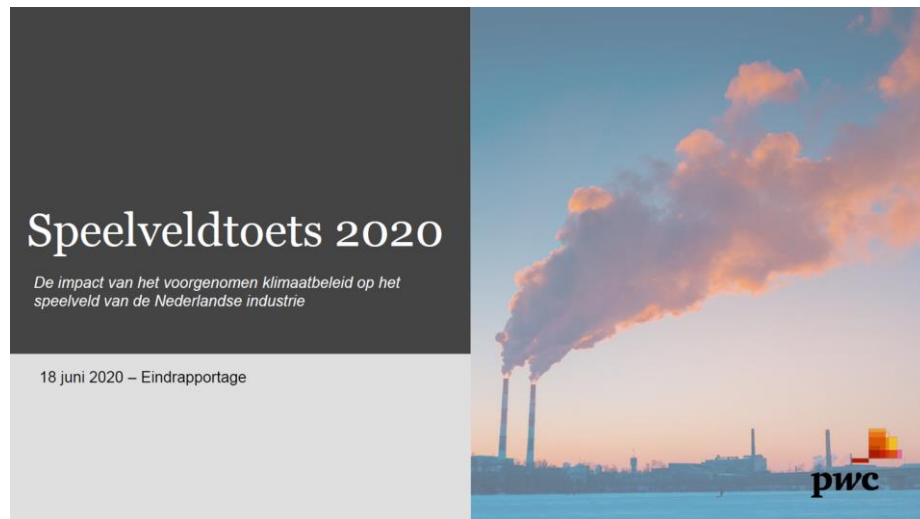 Speelveldtoets 2020
De impact van het voorgenomen klimaatbeleid op het
speelveld van de Nederlandse industrie
18 juni 2020 – Eindrapportage
pwc